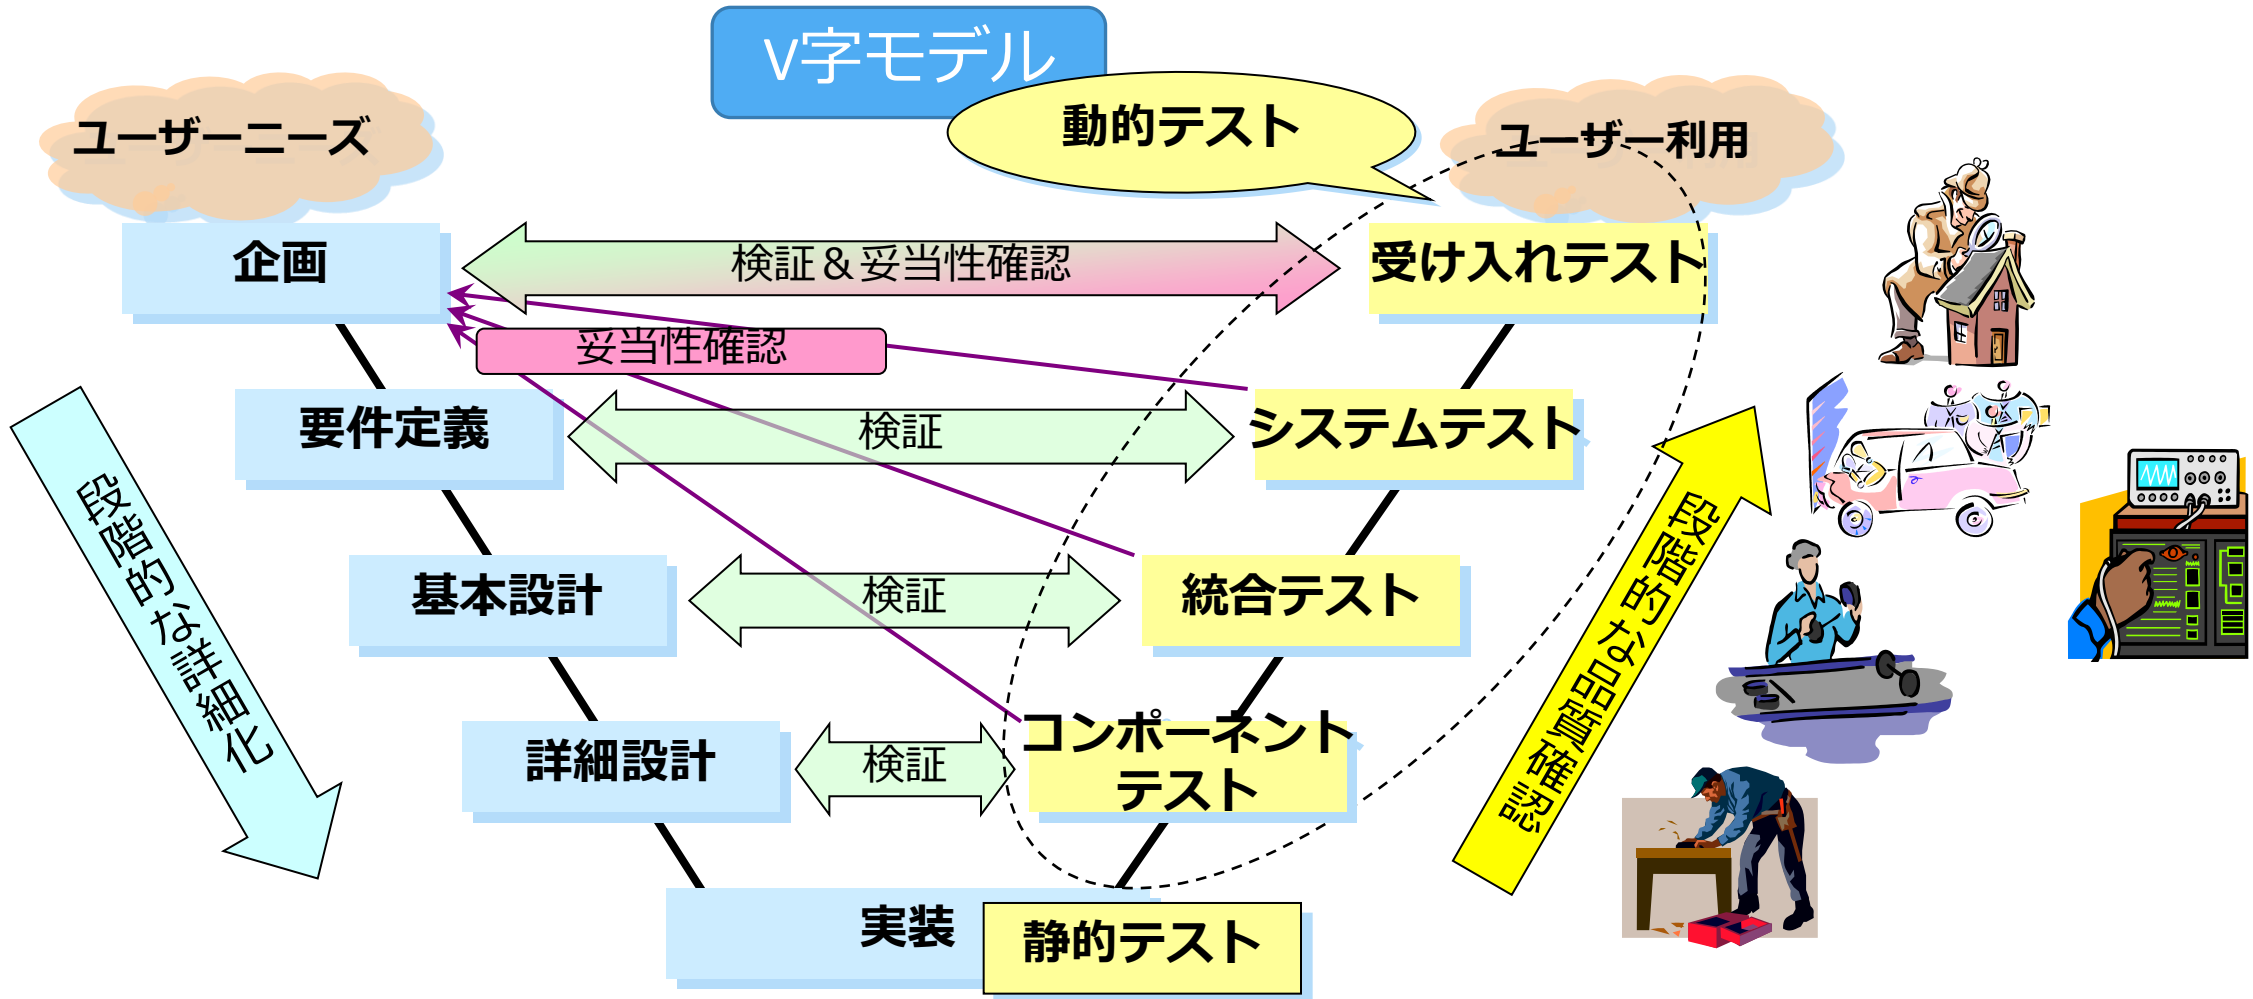 V字モデル
動的テスト
ユーザーニーズ
ユーザー利用
企画
検証＆妥当性確認
受け入れテスト
妥当性確認
要件定義
検証
システムテスト
段階的な詳細化
基本設計
検証
統合テスト
段階的な品質確認
詳細設計
検証
コンポーネント
テスト
実装
静的テスト